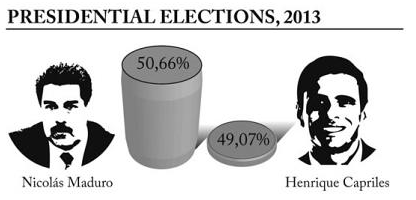 PRESIDENTIAL ELECTIONS, 2013
50,66%
49,07%
Nicolás Maduro
Henrique Capriles